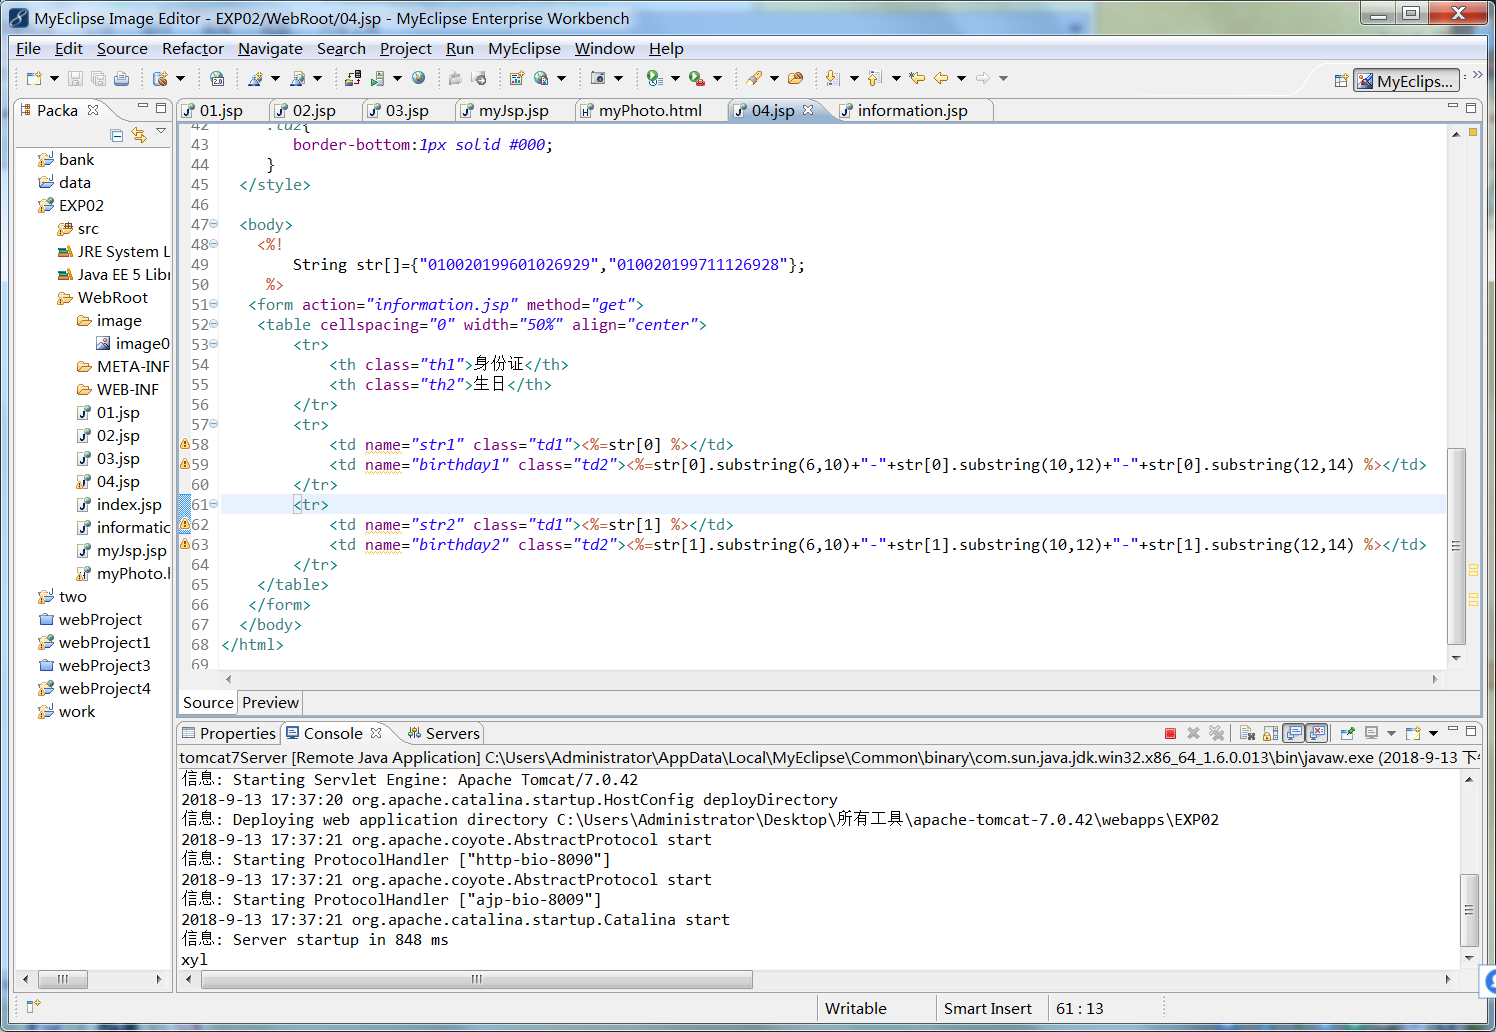 MyEclipse Image Editor - EXP02/WebRoot/04.jsp - MyEclipse Enterprise Workbench
File Edit Source Refactor Navigate Search Project Run MyEclipse Window Help
MyEclips...
Packa
01.jsp 02.jsp 03.jsp myJsp.jsp myPhoto.html 04.jsp information.jsp
bank
data
EXP02
src
JRE System L
Java EE 5 Libr
WebRoot
image
image0
META-INF
WEB-INF
01.jsp
02.jsp
03.jsp
04.jsp
index.jsp
informatic
myJsp.jsp
myPhoto.h
two
webProject
webProject1
webProject3
webProject4
work
42 .td2{
43 border-bottom:1px solid #000;
44 }
45 </style>
46
47 <body>
48 <%!
49 String str[]={"010020199601026929","010020199711126928"};
50 %>
51 <form action="information.jsp" method="get">
52 <table cellspacing="0" width="50%" align="center">
53 <tr>
54 <th class="th1">身份证</th>
55 <th class="th2">生日</th>
56 </tr>
57 <tr>
58 <td name="str1" class="td1"><%=str[0] %></td>
59 <td name="birthday1" class="td2"><%=str[0].substring(6,10)+"-"+str[0].substring(10,12)+"-"+str[0].substring(12,14) %></td>
60 </tr>
61 <tr>
62 <td name="str2" class="td1"><%=str[1] %></td>
63 <td name="birthday2" class="td2"><%=str[1].substring(6,10)+"-"+str[1].substring(10,12)+"-"+str[1].substring(12,14) %></td>
64 </tr>
65 </table>
66 </form>
67 </body>
68 </html>
69
Source Preview
Properties Console Servers
tomcat7Server [Remote Java Application] C:\Users\Administrator\AppData\Local\MyEclipse\Common\binary\com.sun.java.jdk.win32.x86_64_1.6.0.013\bin\javaw.exe (2018-9-13 下午
信息: Starting Servlet Engine: Apache Tomcat/7.0.42
2018-9-13 17:37:20 org.apache.catalina.startup.HostConfig deployDirectory
信息: Deploying web application directory C:\Users\Administrator\Desktop\所有工具\apache-tomcat-7.0.42\webapps\EXP02
2018-9-13 17:37:21 org.apache.coyote.AbstractProtocol start
信息: Starting ProtocolHandler ["http-bio-8090"]
2018-9-13 17:37:21 org.apache.coyote.AbstractProtocol start
信息: Starting ProtocolHandler ["ajp-bio-8009"]
2018-9-13 17:37:21 org.apache.catalina.startup.Catalina start
信息: Server startup in 848 ms
xyl
Writable Smart Insert 61 : 13